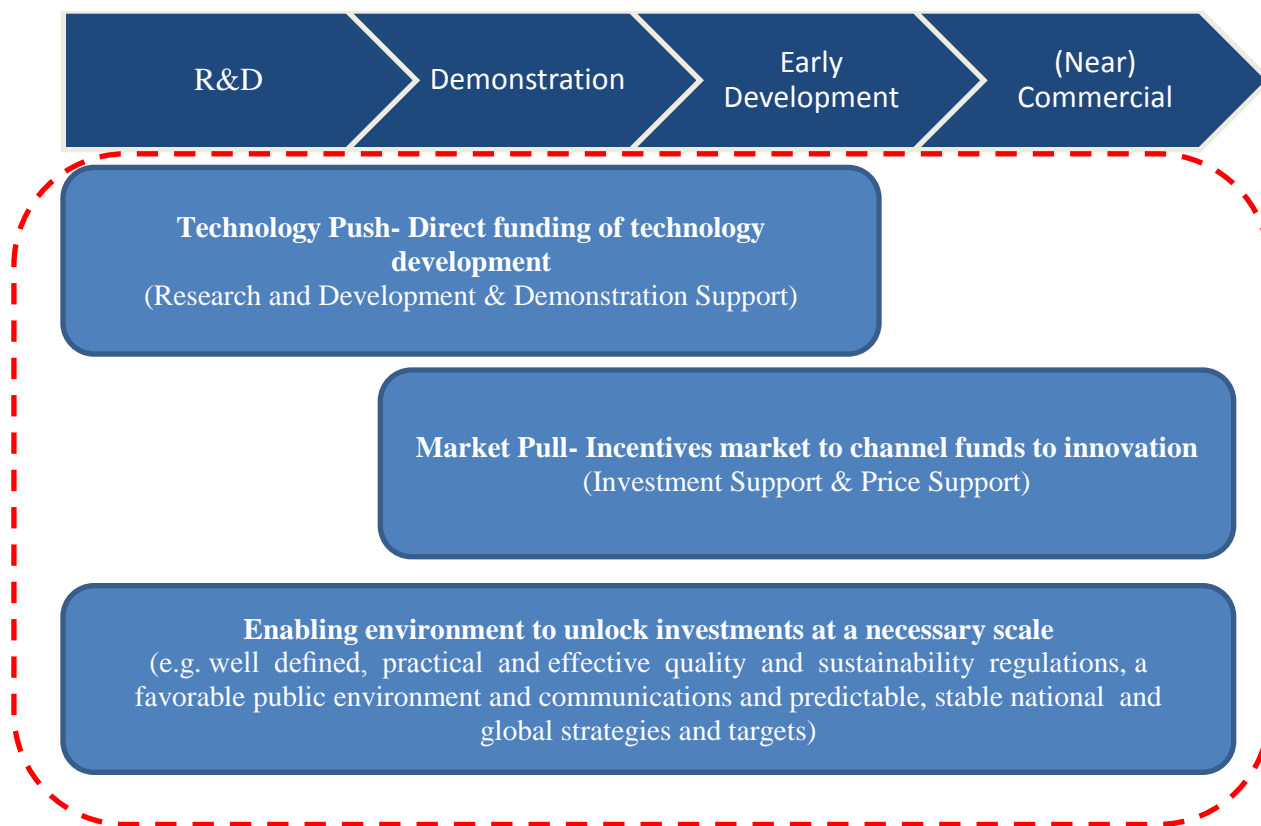 R&D
Demonstration
Early
Development
(Near)
Commercial
Technology Push- Direct funding of technology
development
(Research and Development & Demonstration Support)
Market Pull- Incentives market to channel funds to innovation
(Investment Support & Price Support)
Enabling environment to unlock investments at a necessary scale
(e.g. well defined, practical and effective quality and sustainability regulations, a
favorable public environment and communications and predictable, stable national and
global strategies and targets)